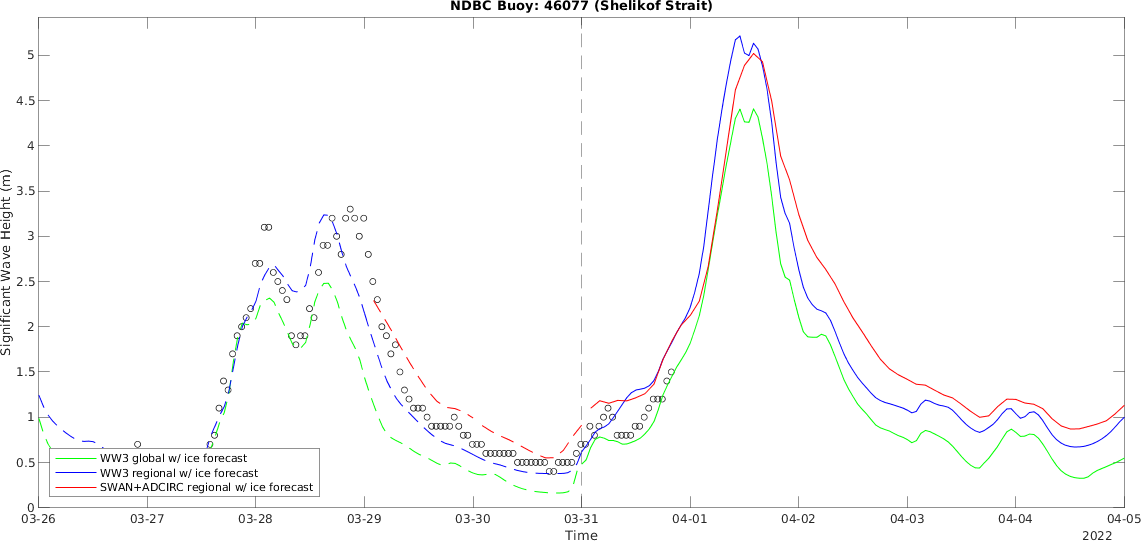 NDBC Buoy: 46077 (Shelikof Strait)
Significant Wave Height (m)
5
4.5
4
3.5
3
2.5
2
1.5
1
0.5
0
WW3 global w/ ice forecast
WW3 regional w/ ice forecast
SWAN+ADCIRC regional w/ ice forecast
03-26 03-27 03-28 03-29 03-30 03-31 04-01 04-02 04-03 04-04 04-05
Time
2022